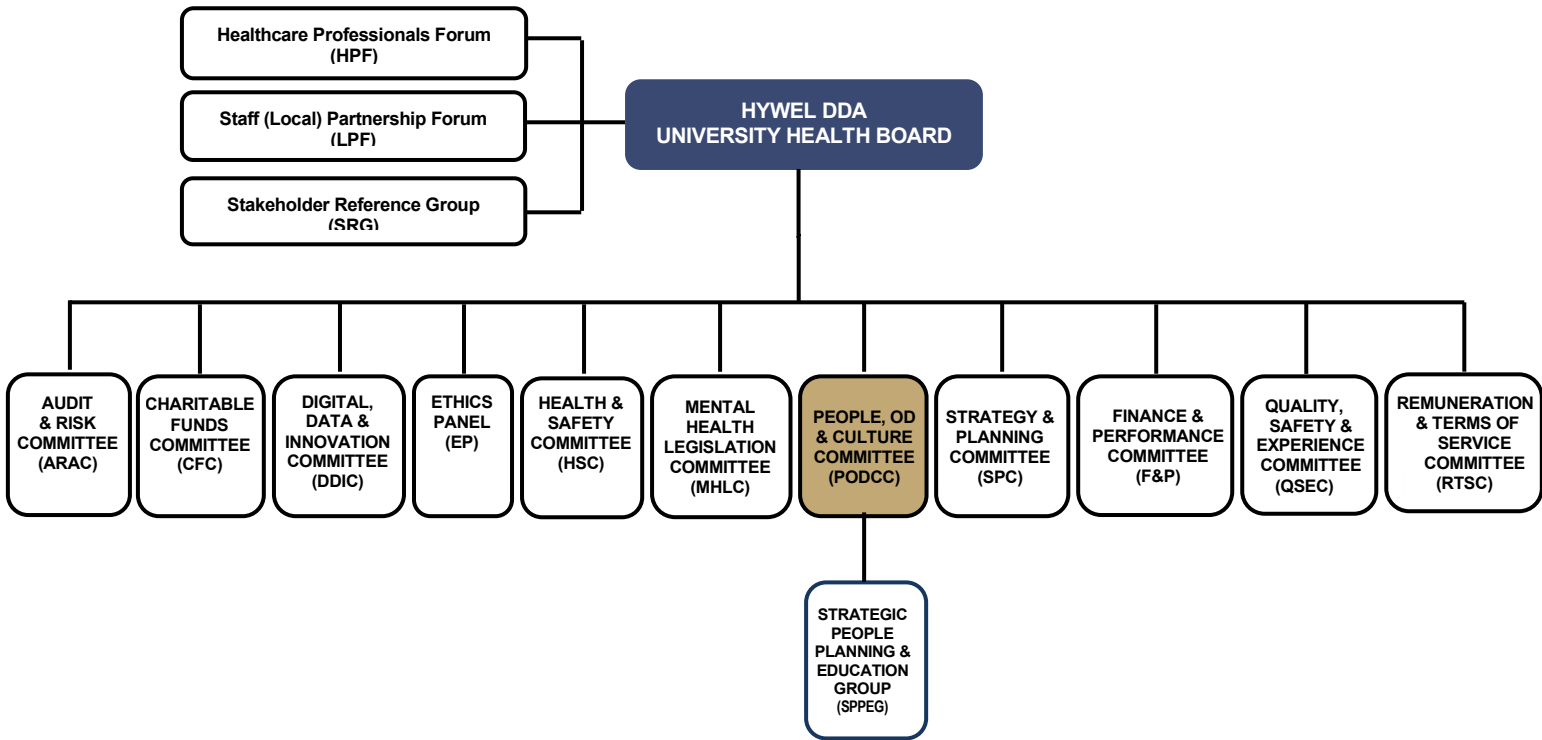 Healthcare Professionals Forum
(HPF)
Staff (Local) Partnership Forum
(LPF)
Stakeholder Reference Group
(SRG)
HYWEL DDA
UNIVERSITY HEALTH BOARD
AUDIT
& RISK
COMMITTEE
(ARAC)
CHARITABLE
FUNDS
COMMITTEE
(CFC)
DIGITAL,
DATA &
INNOVATION
COMMITTEE
(DDIC)
ETHICS
PANEL
(EP)
HEALTH &
SAFETY
COMMITTEE
(HSC)
MENTAL
HEALTH
LEGISLATION
COMMITTEE
(MHLC)
PEOPLE, OD
& CULTURE
COMMITTEE
(PODCC)
STRATEGY &
PLANNING
COMMITTEE
(SPC)
FINANCE &
PERFORMANCE
COMMITTEE
(F&P)
QUALITY,
SAFETY &
EXPERIENCE
COMMITTEE
(QSEC)
REMUNERATION
& TERMS OF
SERVICE
COMMITTEE
(RTSC)
STRATEGIC
PEOPLE
PLANNING &
EDUCATION
GROUP
(SPPEG)